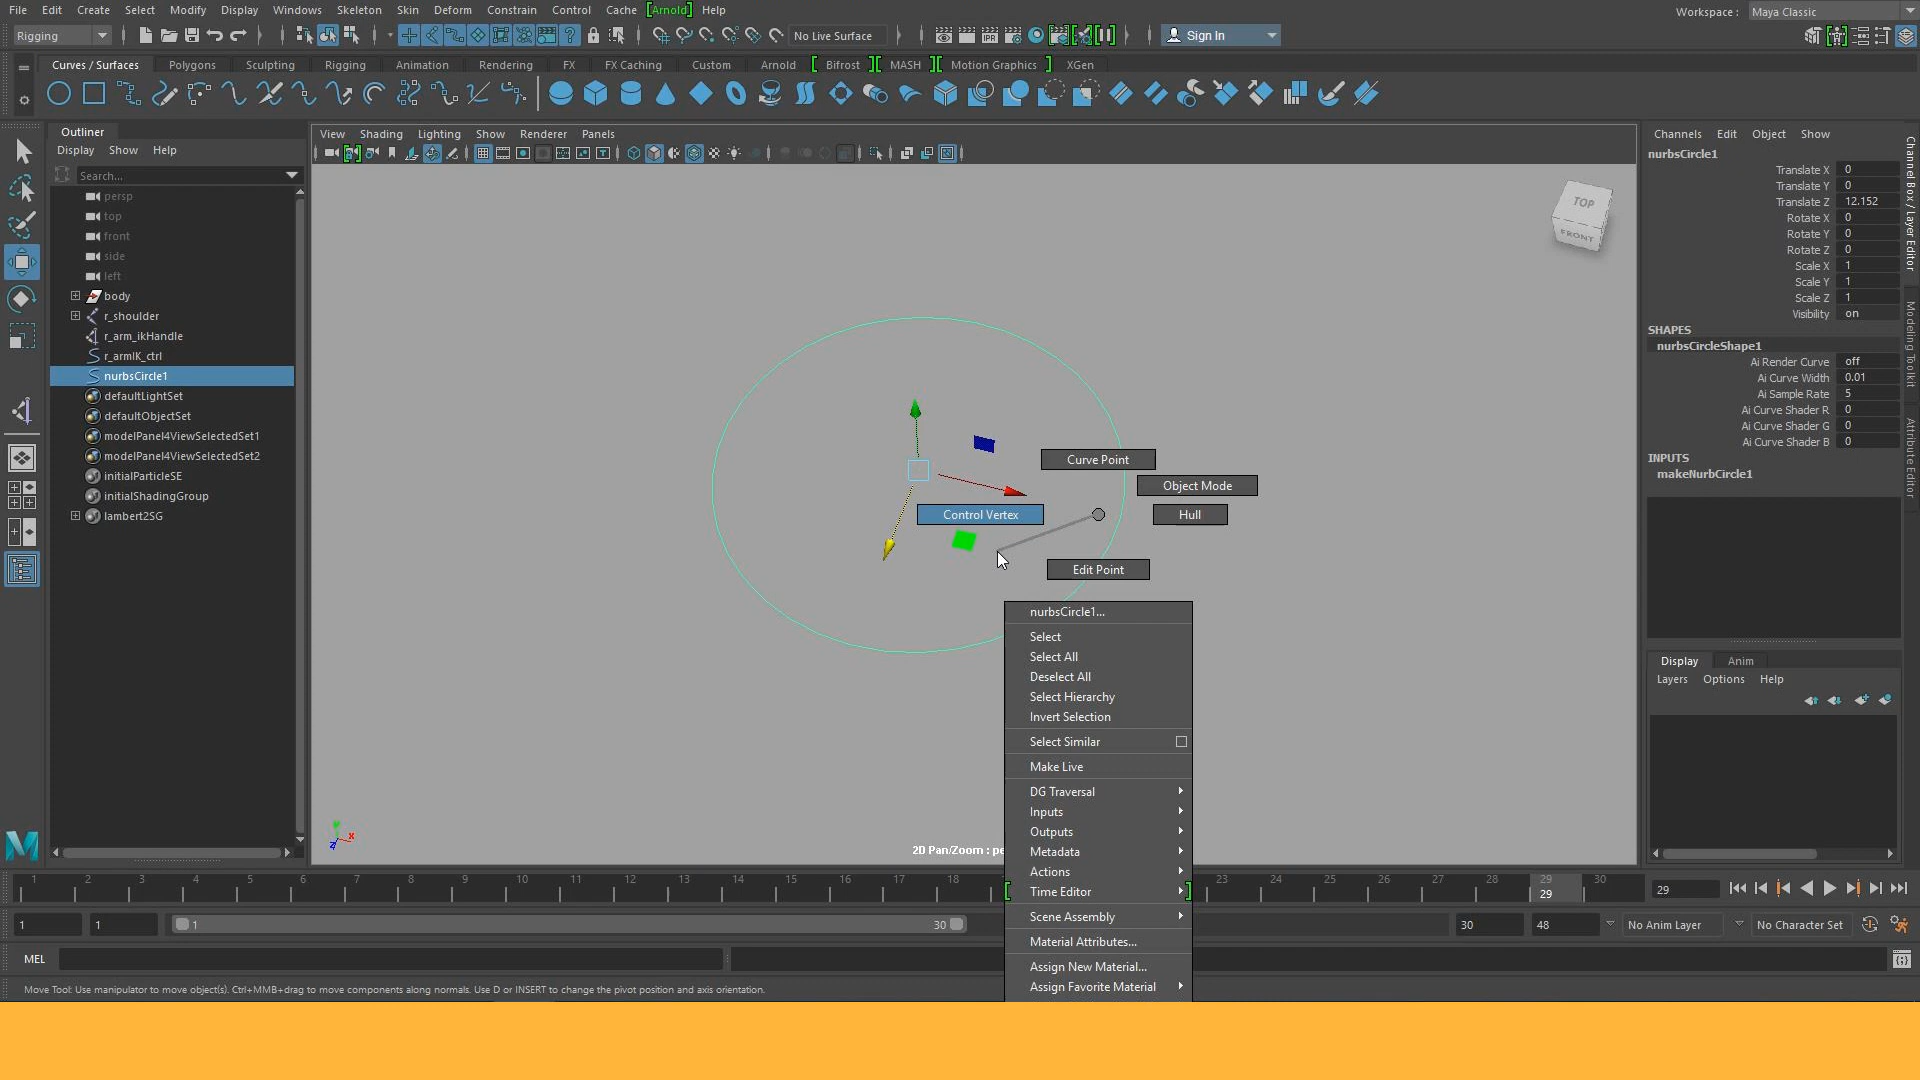 File Edit Create Select Modify Display Windows Skeleton Skin Deform Constrain Control Cache [Arnold] Help
Workspace : Maya Classic
Rigging No Live Surface Sign In
Curves / Surfaces Polygons Sculpting Rigging Animation Rendering FX FX Caching Custom Arnold Bifrost MASH Motion Graphics XGen
Outliner
Display Show Help
Search...
persp
top
front
side
left
body
r_shoulder
r_arm_ikHandle
r_armIK_ctrl
nurbsCircle1
defaultLightSet
defaultObjectSet
modelPanel4ViewSelectedSet1
modelPanel4ViewSelectedSet2
initialParticleSE
initialShadingGroup
lambert2SG
View Shading Lighting Show Renderer Panels
TOP
FRONT
Curve Point
Object Mode
Control Vertex
Hull
Edit Point
nurbsCircle1...
Select
Select All
Deselect All
Select Hierarchy
Invert Selection
Select Similar
Make Live
DG Traversal
Inputs
Outputs
Metadata
Actions
Time Editor
Scene Assembly
Material Attributes...
Assign New Material...
Assign Favorite Material
y
x
z
2D Pan/Zoom : pe
Channels Edit Object Show
nurbsCircle1
Translate X 0
Translate Y 0
Translate Z 12.152
Rotate X 0
Rotate Y 0
Rotate Z 0
Scale X 1
Scale Y 1
Scale Z 1
Visibility on
SHAPES
nurbsCircleShape1
Ai Render Curve off
Ai Curve Width 0.01
Ai Sample Rate 5
Ai Curve Shader R 0
Ai Curve Shader G 0
Ai Curve Shader B 0
INPUTS
makeNurbCircle1
Channel Box / Layer Editor
Modeling Toolkit
Attribute Editor
Display Anim
Layers Options Help
1 2 3 4 5 6 7 8 9 10 11 12 13 14 15 16 17 18 23 24 25 26 27 28 29 30
29
29
1 1 1 30 30 48 No Anim Layer No Character Set
MEL
Move Tool: Use manipulator to move object(s). Ctrl+MMB+drag to move components along normals. Use D or INSERT to change the pivot position and axis orientation.